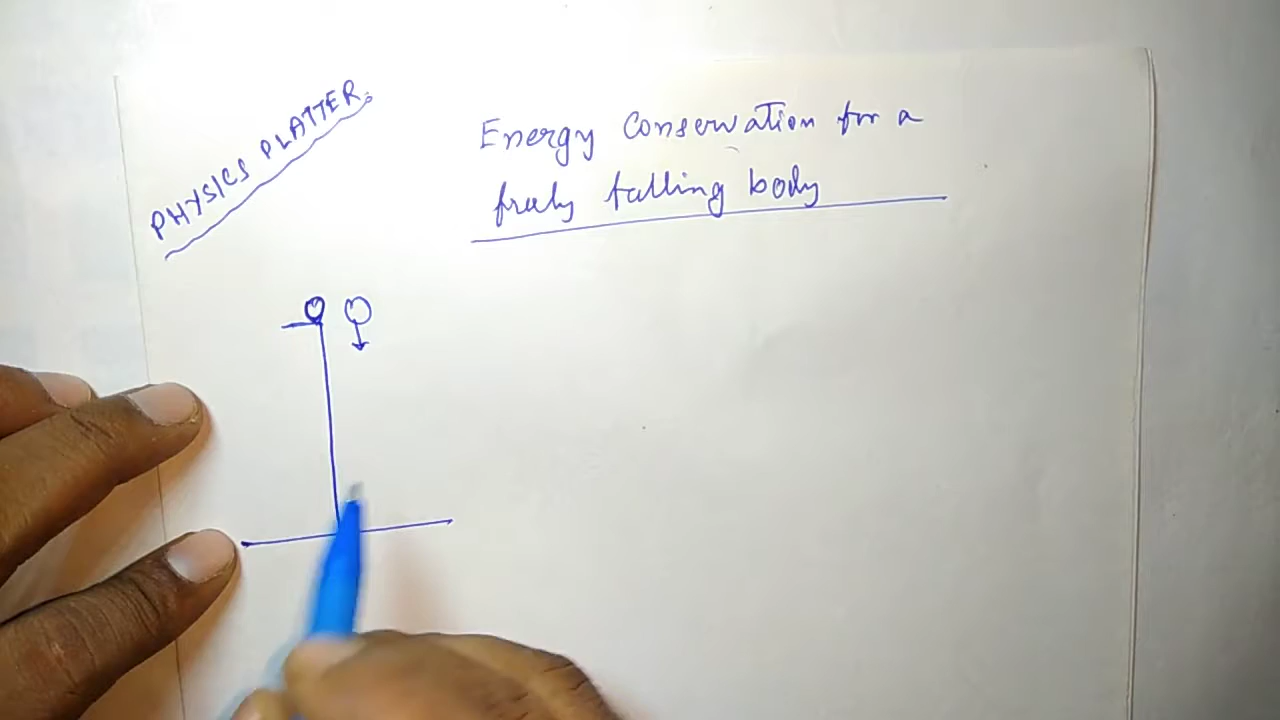 PHYSICS PLATTER.
Energy Conservation for a
freely falling body